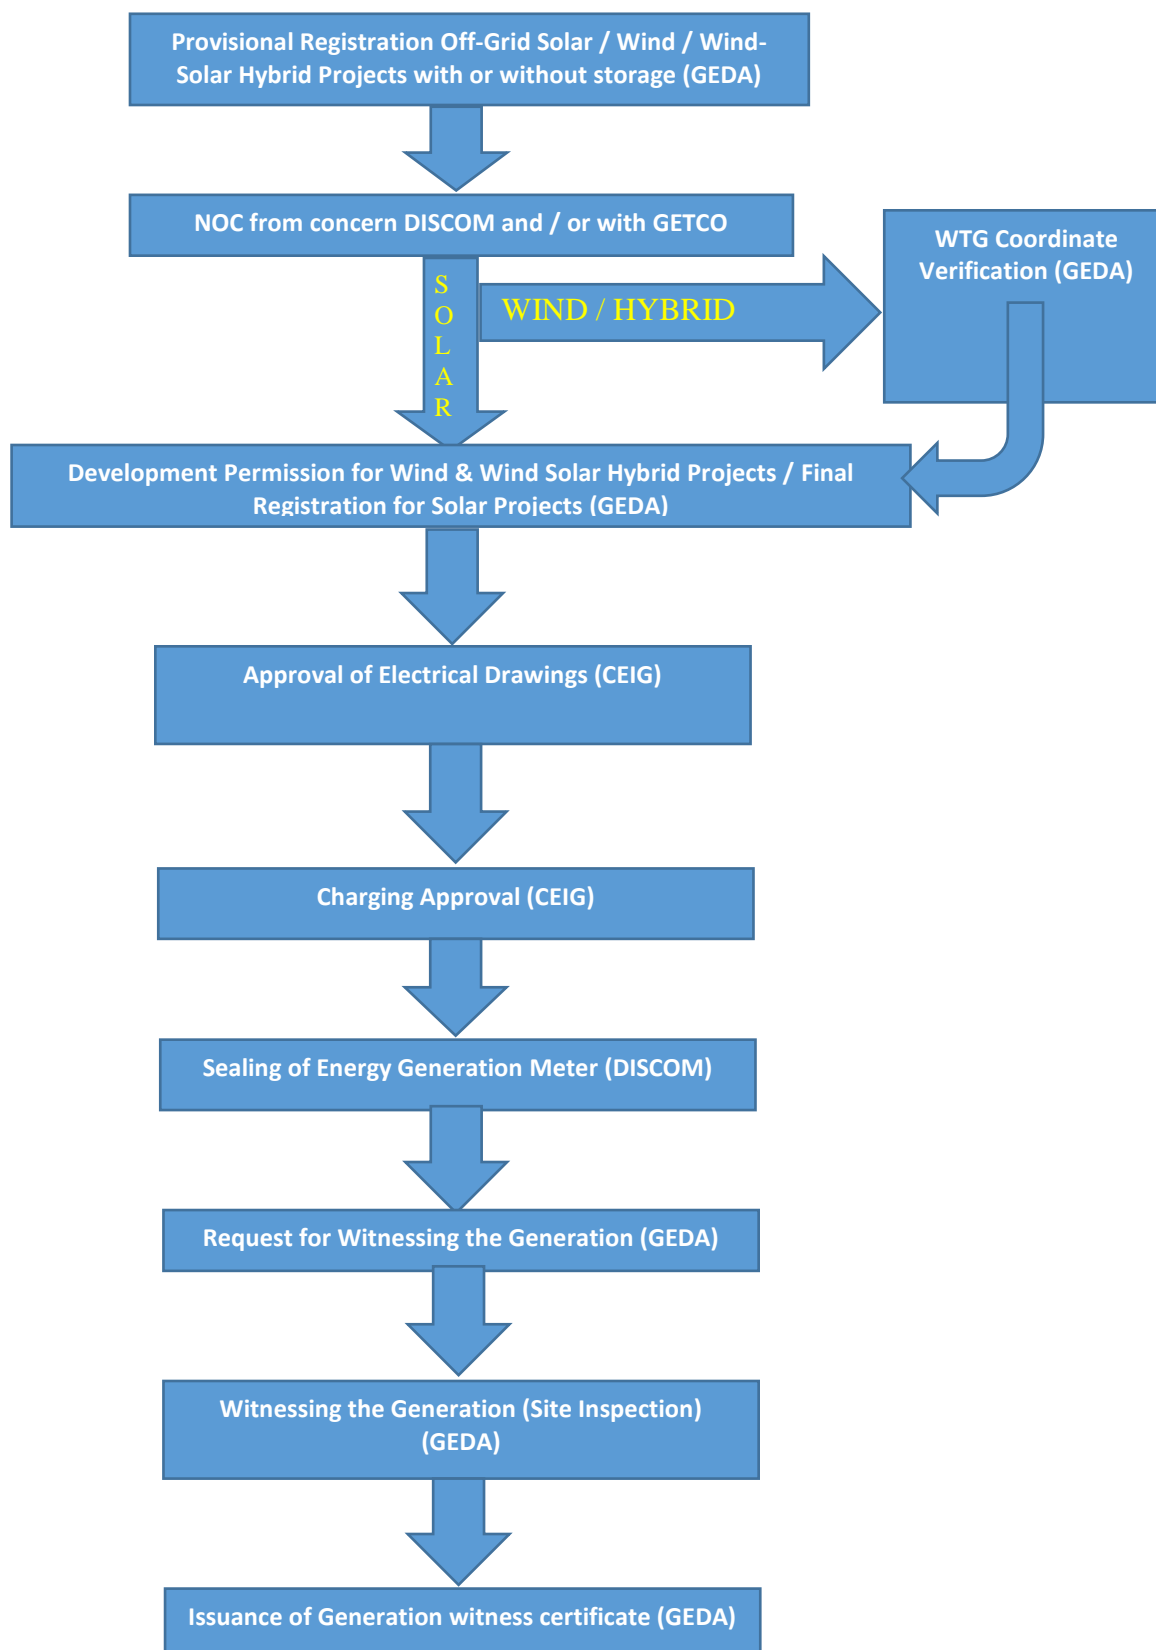 Provisional Registration Off-Grid Solar / Wind / Wind-
Solar Hybrid Projects with or without storage (GEDA)
NOC from concern DISCOM and / or with GETCO
WTG Coordinate
Verification (GEDA)
S
O
L
A
R
WIND / HYBRID
Development Permission for Wind & Wind Solar Hybrid Projects / Final
Registration for Solar Projects (GEDA)
Approval of Electrical Drawings (CEIG)
Charging Approval (CEIG)
Sealing of Energy Generation Meter (DISCOM)
Request for Witnessing the Generation (GEDA)
Witnessing the Generation (Site Inspection)
(GEDA)
Issuance of Generation witness certificate (GEDA)